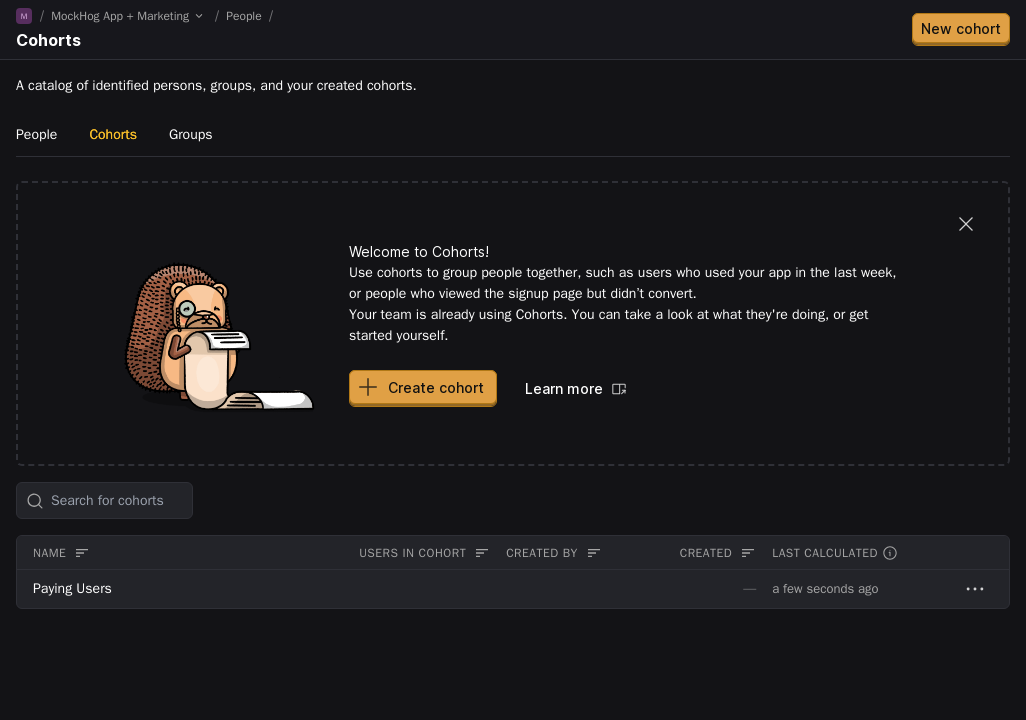 M / MockHog App + Marketing / People /
Cohorts
New cohort
A catalog of identified persons, groups, and your created cohorts.
People Cohorts Groups
Welcome to Cohorts!
Use cohorts to group people together, such as users who used your app in the last week,
or people who viewed the signup page but didn’t convert.
Your team is already using Cohorts. You can take a look at what they're doing, or get
started yourself.
Create cohort Learn more
Search for cohorts
NAME USERS IN COHORT CREATED BY CREATED LAST CALCULATED
Paying Users — a few seconds ago